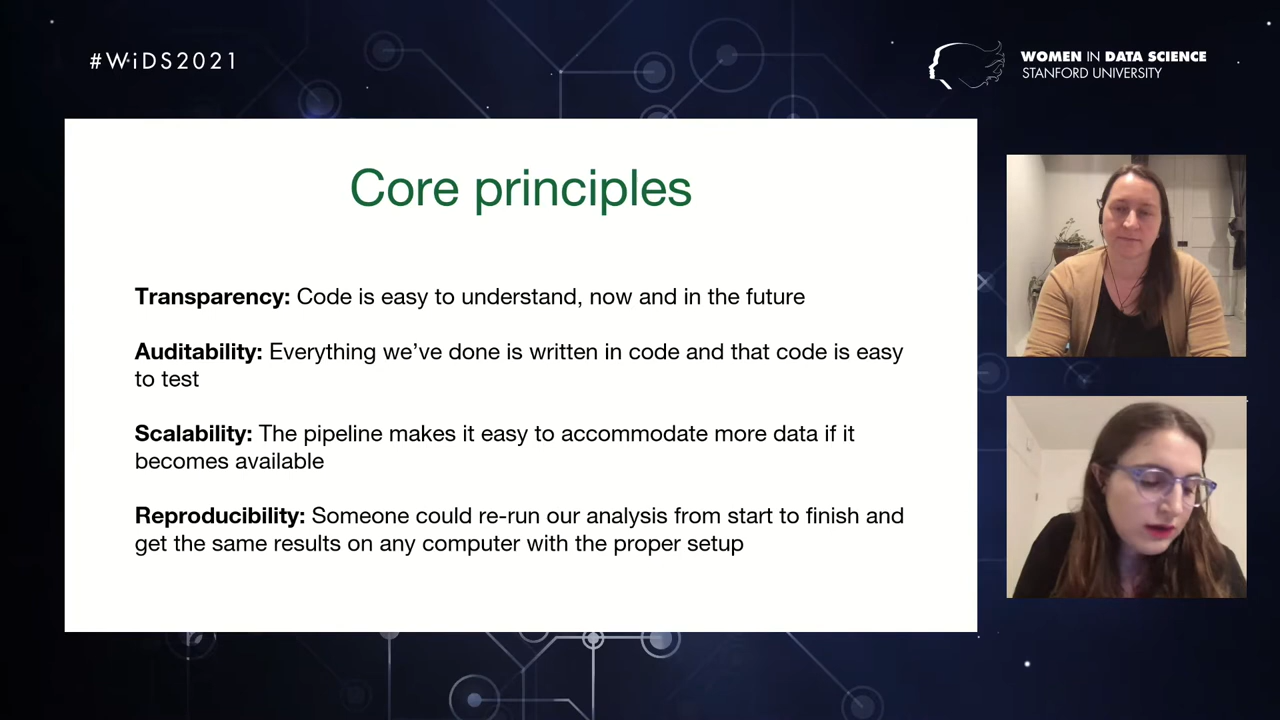 #WiDS2021
WOMEN IN DATA SCIENCE
STANFORD UNIVERSITY
Core principles
Transparency: Code is easy to understand, now and in the future
Auditability: Everything we’ve done is written in code and that code is easy
to test
Scalability: The pipeline makes it easy to accommodate more data if it
becomes available
Reproducibility: Someone could re-run our analysis from start to finish and
get the same results on any computer with the proper setup